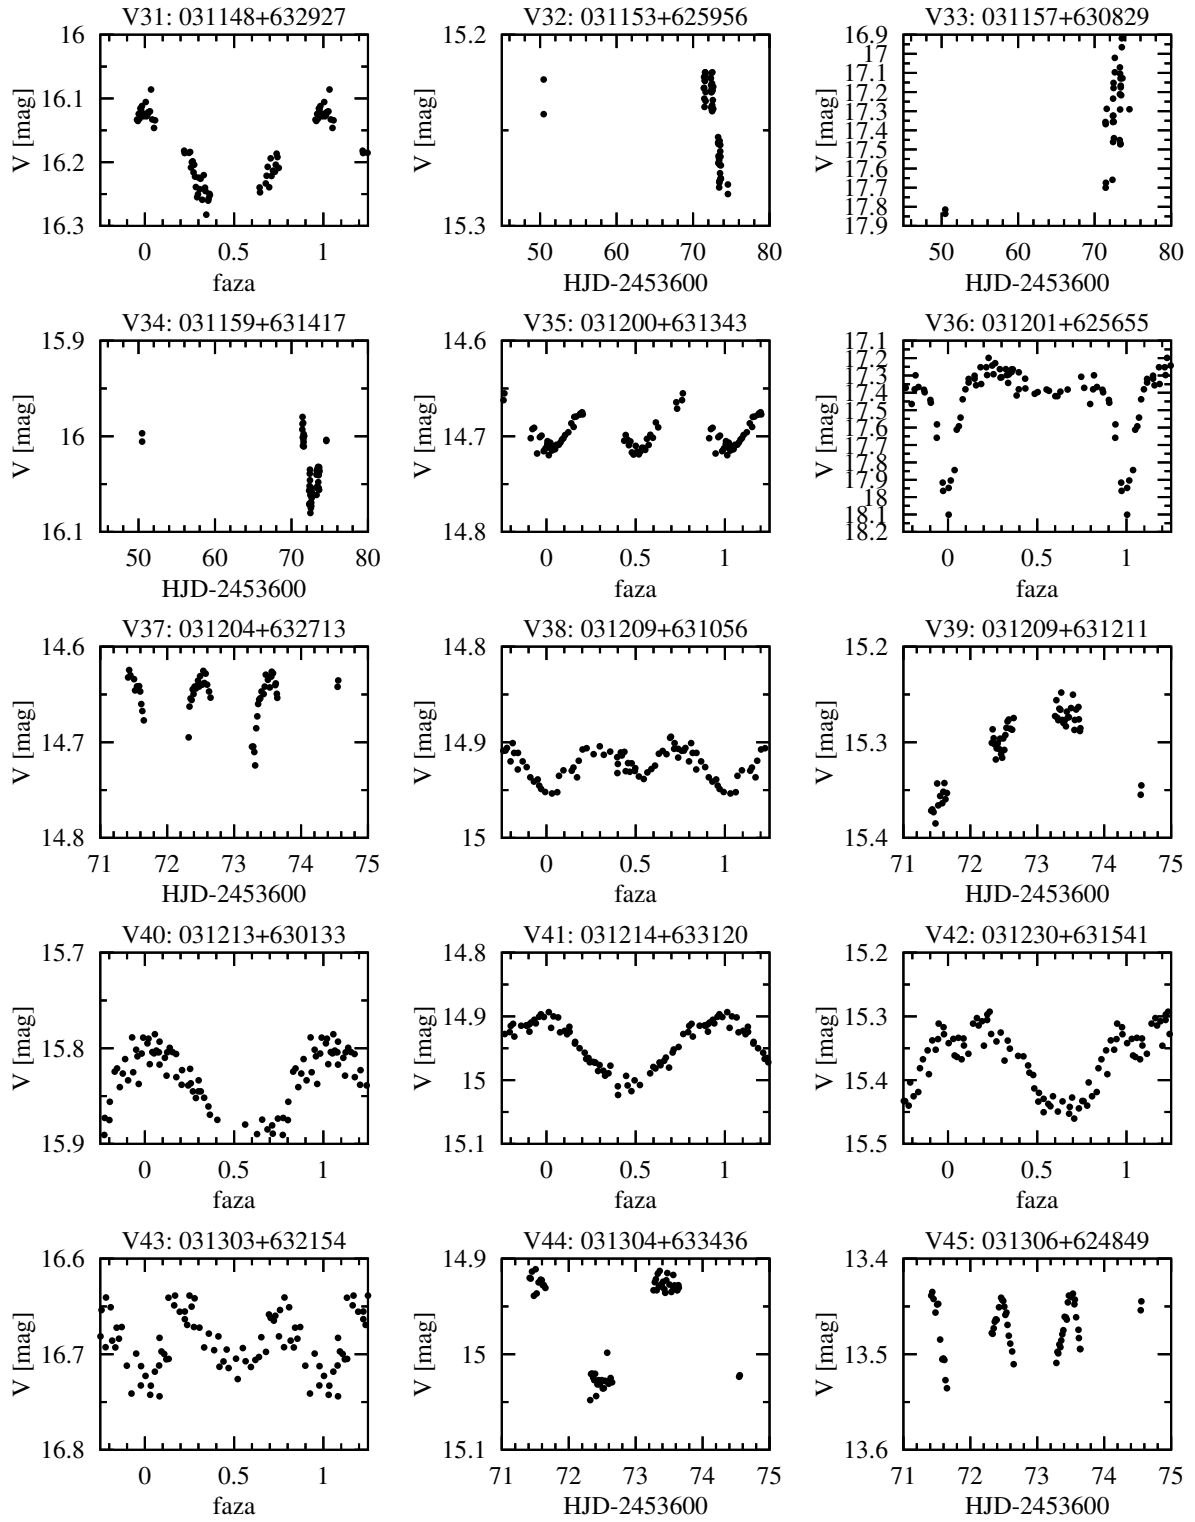 V31: 031148+632927
V [mag]
16
16.1
16.2
16.3
0 0.5 1
faza
V32: 031153+625956
V [mag]
15.2
15.3
50 60 70 80
HJD-2453600
V33: 031157+630829
V [mag]
16.9
17
17.1
17.2
17.3
17.4
17.5
17.6
17.7
17.8
17.9
50 60 70 80
HJD-2453600
V34: 031159+631417
V [mag]
15.9
16
16.1
50 60 70 80
HJD-2453600
V35: 031200+631343
V [mag]
14.6
14.7
14.8
0 0.5 1
faza
V36: 031201+625655
V [mag]
17.1
17.2
17.3
17.4
17.5
17.6
17.7
17.8
17.9
18
18.1
18.2
0 0.5 1
faza
V37: 031204+632713
V [mag]
14.6
14.7
14.8
71 72 73 74 75
HJD-2453600
V38: 031209+631056
V [mag]
14.8
14.9
15
0 0.5 1
faza
V39: 031209+631211
V [mag]
15.2
15.3
15.4
71 72 73 74 75
HJD-2453600
V40: 031213+630133
V [mag]
15.7
15.8
15.9
0 0.5 1
faza
V41: 031214+633120
V [mag]
14.8
14.9
15
15.1
0 0.5 1
faza
V42: 031230+631541
V [mag]
15.2
15.3
15.4
15.5
0 0.5 1
faza
V43: 031303+632154
V [mag]
16.6
16.7
16.8
0 0.5 1
faza
V44: 031304+633436
V [mag]
14.9
15
15.1
71 72 73 74 75
HJD-2453600
V45: 031306+624849
V [mag]
13.4
13.5
13.6
71 72 73 74 75
HJD-2453600